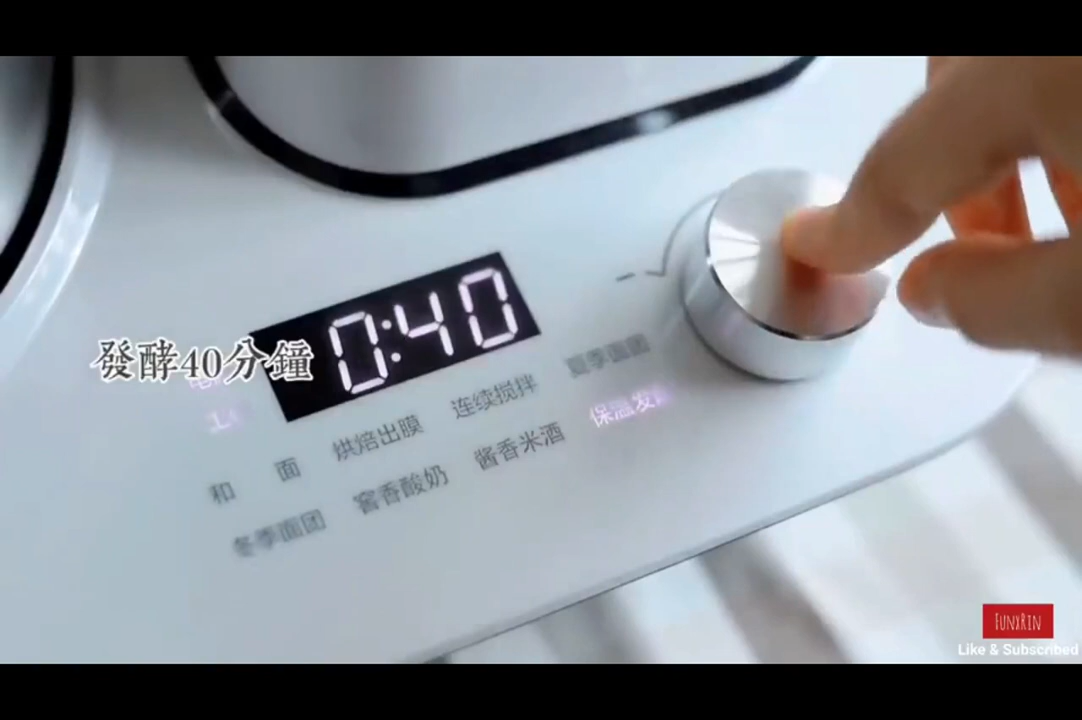 發酵40分鐘
0:40
和 面
烘焙出膜
连续搅拌
夏季面团
冬季面团
窖香酸奶
酱香米酒
保温发
FUNXRIN
Like & Subscribed